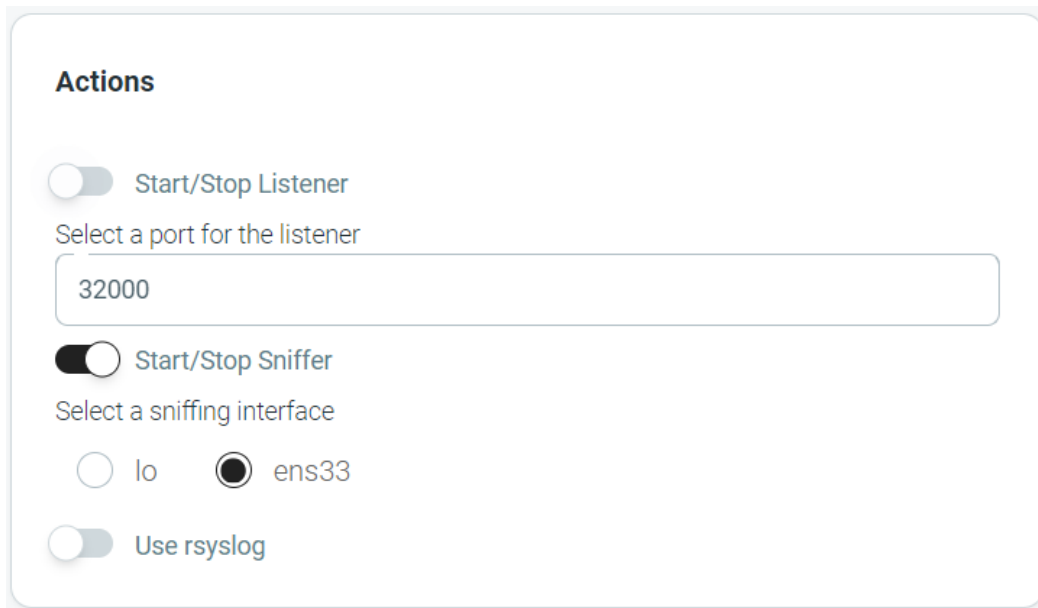 Actions
Start/Stop Listener
Select a port for the listener
32000
Start/Stop Sniffer
Select a sniffing interface
lo ens33
Use rsyslog